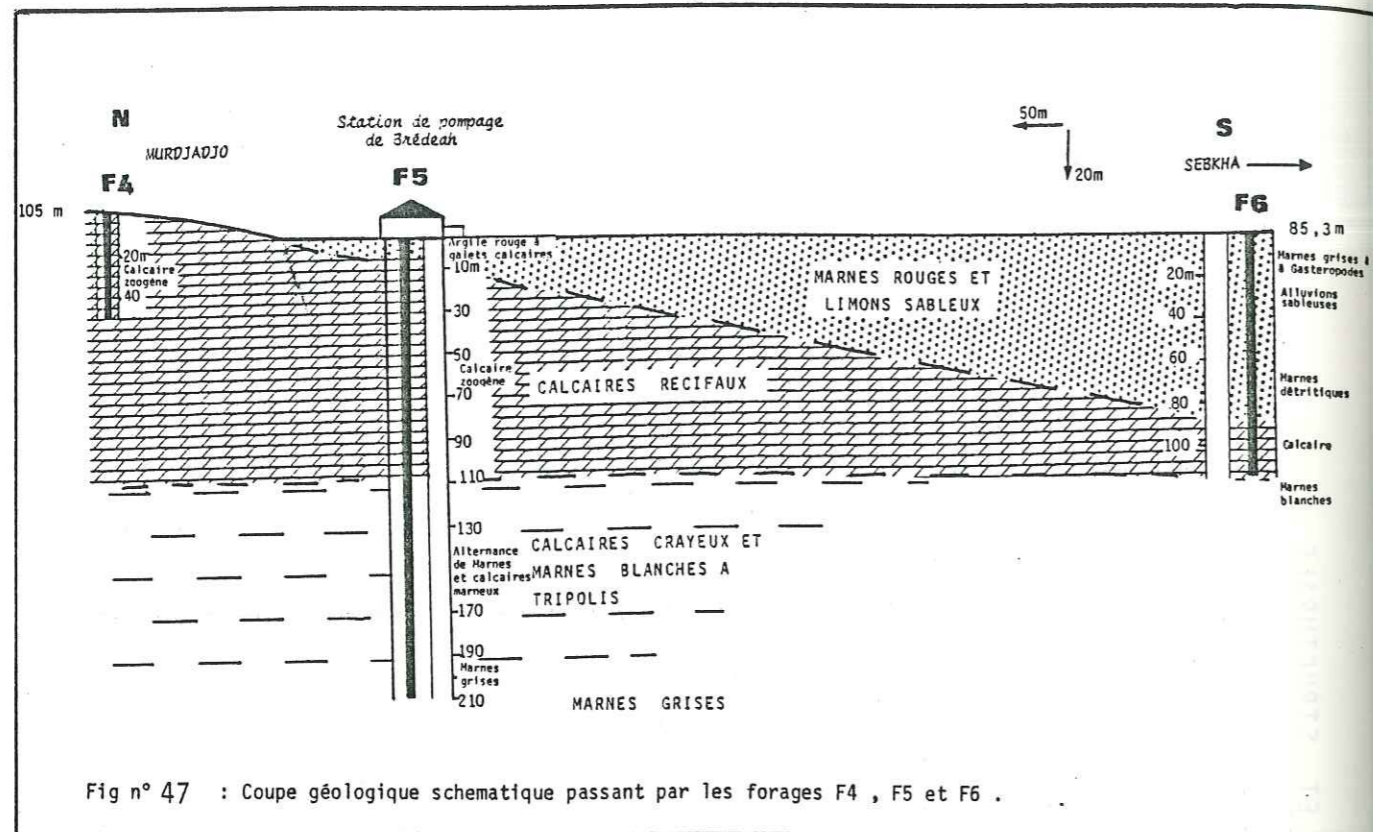 N
MURDJADJO
F4
105 m
20m
Calcaire
zoogène
40
Station de pompage
de Brédeah
F5
Argile rouge à
galets calcaires
10m
30
50
Calcaire
zoogène
70
90
110
130
Alternance
de Marnes
et calcaires
marneux
170
190
Marnes
grises
210
50m
20m
S
SEBKHA
F6
85,3m
MARNES ROUGES ET
LIMONS SABLEUX
CALCAIRES RECIFAUX
CALCAIRES CRAYEUX ET
MARNES BLANCHES A
TRIPOLIS
MARNES GRISES
20m
40
60
80
100
Marnes grises à
à Gasteropodes
Alluvions
sableuses
Marnes
détritiques
Calcaire
Marnes
blanches
Fig n° 47 : Coupe géologique schematique passant par les forages F4 , F5 et F6 .